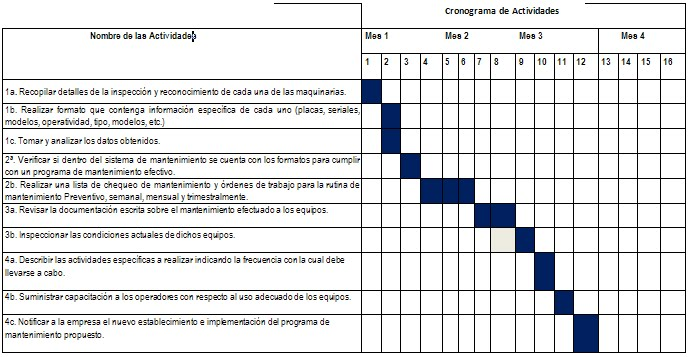 Cronograma de Actividades
Nombre de las Actividades
Mes 1 Mes 2 Mes 3 Mes 4
1 2 3 4 5 6 7 8 9 10 11 12 13 14 15 16
1a. Recopilar detalles de la inspección y reconocimiento de cada una de las maquinarias.
1b. Realizar formato que contenga información específica de cada uno (placas, seriales,
modelos, operatividad, tipo, modelos, etc.)
1c. Tomar y analizar los datos obtenidos.
2ª. Verificar si dentro del sistema de mantenimiento se cuenta con los formatos para cumplir
con un programa de mantenimiento efectivo.
2b. Realizar una lista de chequeo de mantenimiento y órdenes de trabajo para la rutina de
mantenimiento Preventivo, semanal, mensual y trimestralmente.
3a. Revisar la documentación escrita sobre el mantenimiento efectuado a los equipos.
3b. Inspeccionar las condiciones actuales de dichos equipos.
4a. Describir las actividades específicas a realizar indicando la frecuencia con la cual debe
llevarse a cabo.
4b. Suministrar capacitación a los operadores con respecto al uso adecuado de los equipos.
4c. Notificar a la empresa el nuevo establecimiento e implementación del programa de
mantenimiento propuesto.